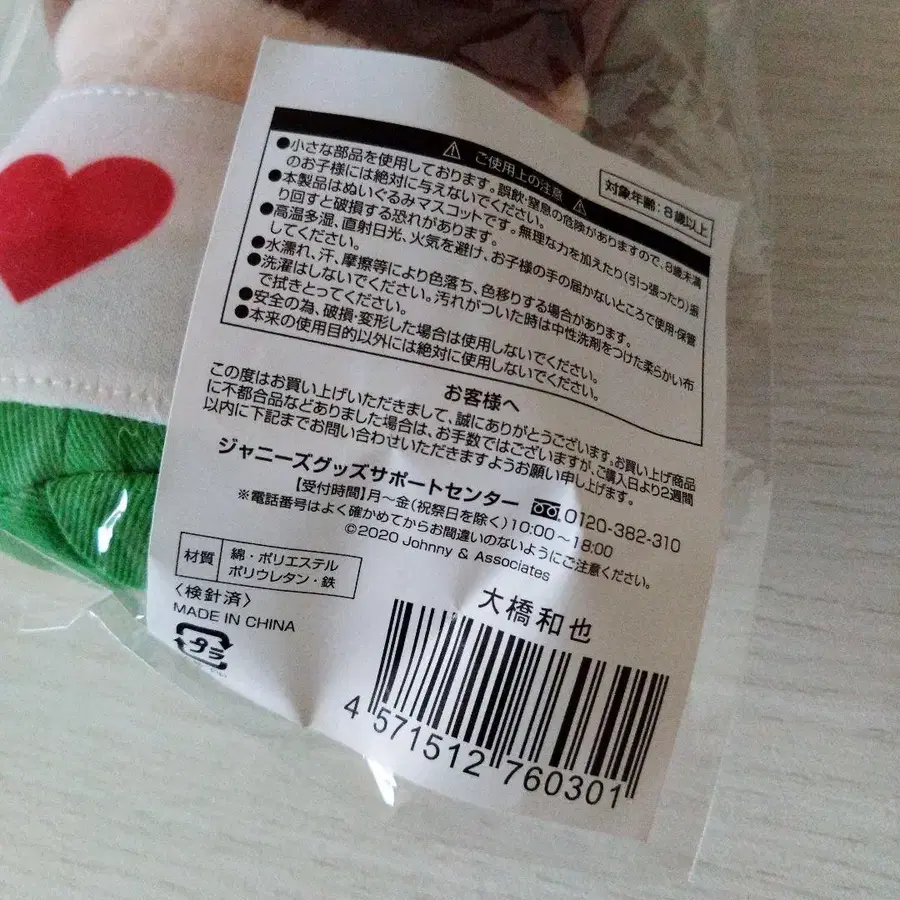 ⚠ ご使用上の注意 ⚠
対象年齢:8歳以上
●小さな部品を使用しております。誤飲・窒息の危険がありますので、8歳未満
のお子様には絶対に与えないでください。
●本製品はぬいぐるみマスコットです。無理な力を加えたり(引っ張ったり)振
り回すと破損する恐れがあります。
●高温多湿、直射日光、火気を避け、お子様の手の届かないところで使用・保管
してください。
●水濡れ、汗、摩擦等により色落ち、色移りする場合があります。
●洗濯はしないでください。汚れがついた時は中性洗剤をつけた柔らかい布
で拭きとってください。
●安全の為、破損・変形した場合は使用しないでください。
●本来の使用目的以外には絶対に使用しないでください。
お客様へ
この度はお買い上げいただきまして、誠にありがとうございます。お買い上げ商品
に不都合品などありました場合は、お手数ではございますが、ご購入日より2週間
以内に下記までお問い合わせいただきますようお願い申し上げます。
ジャニーズグッズサポートセンター 0120-382-310
【受付時間】月～金(祝祭日を除く)10:00～18:00
※電話番号はよく確かめてからお間違いのないようにご注意ください。
©2020 Johnny & Associates
材質 綿・ポリエステル
ポリウレタン・鉄
〈検針済〉
MADE IN CHINA
プラ
大橋和也
4 571512 760301